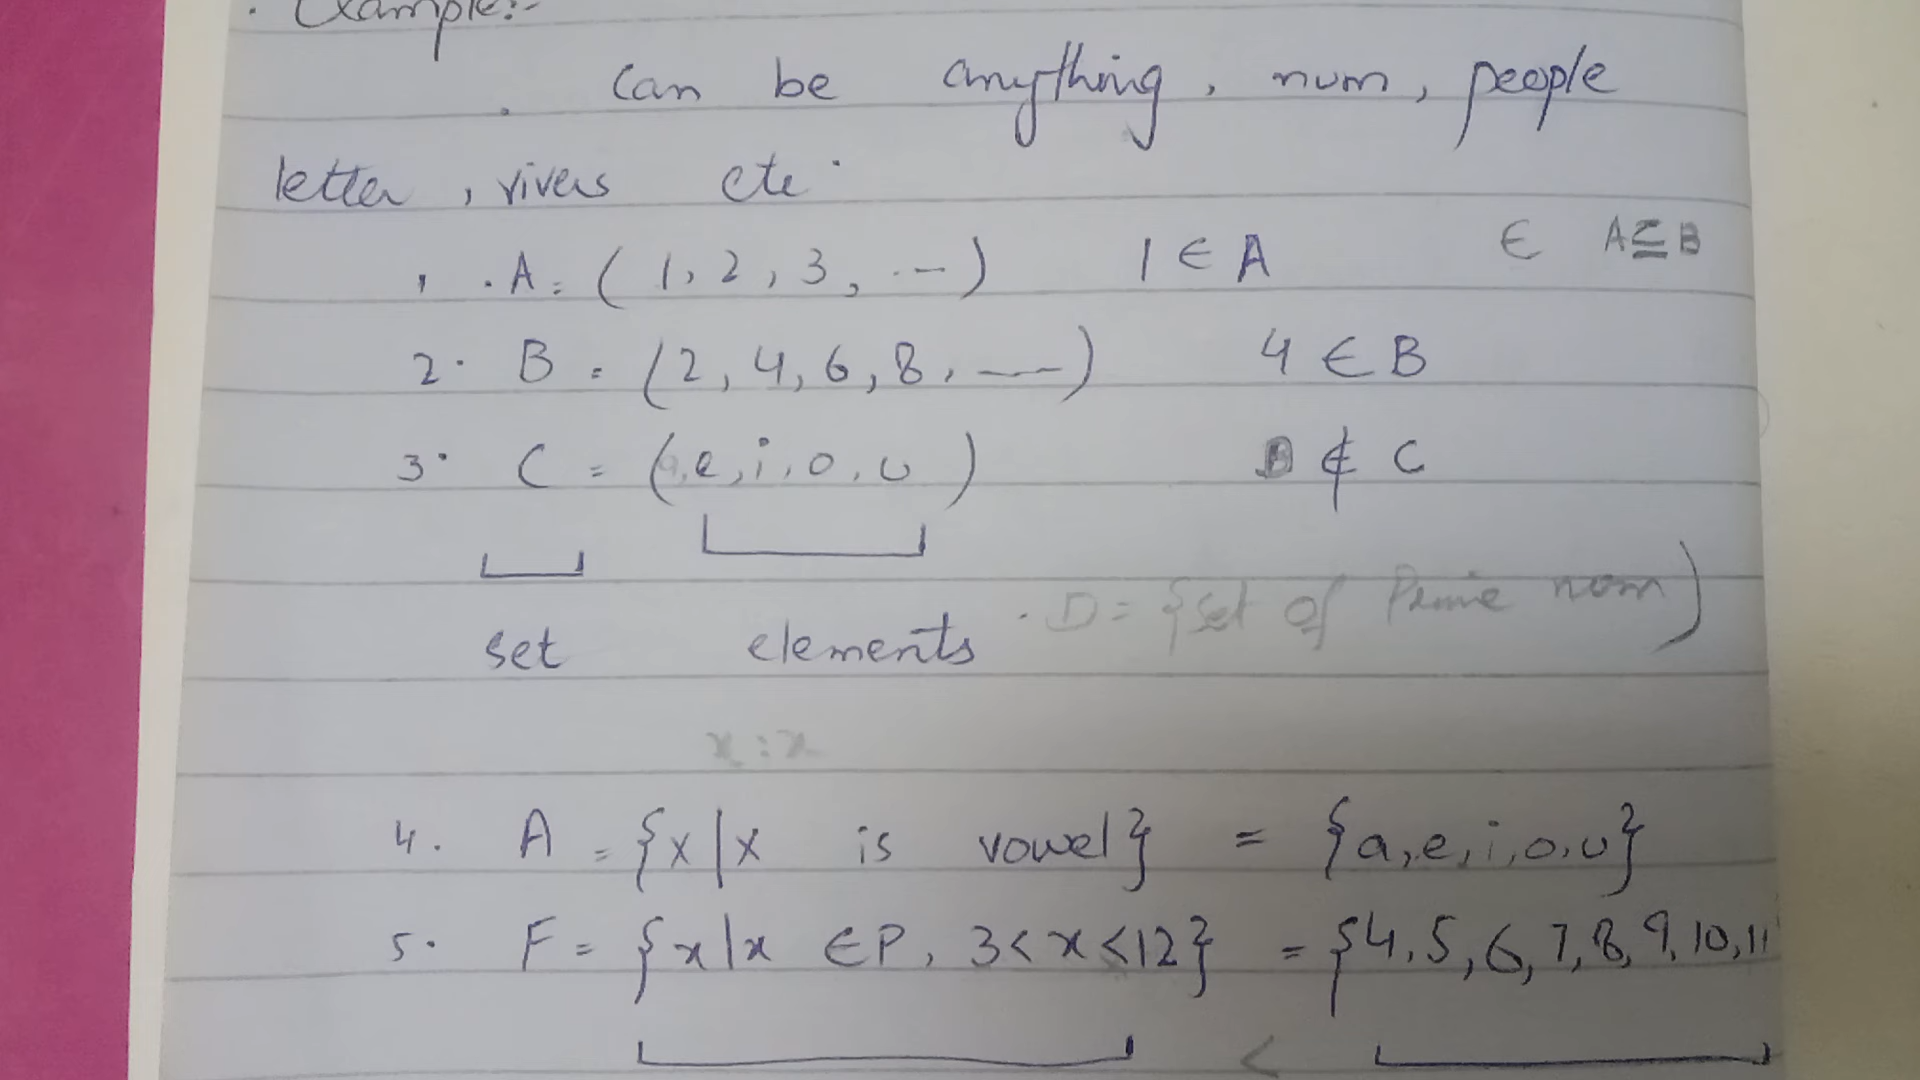 . Example:-
. Can be anything, num, people
letter, rivers etc.
1. A = (1, 2, 3, ...) 1 ∈ A ∈ A ⊆ B
2. B = (2, 4, 6, 8, ...) 4 ∈ B
3. C = (a, e, i, o, u) B ∉ C
set elements . D = {set of Prime num)
x : x
4. A = {x | x is vowel} = {a, e, i, o, u}
5. F = {x | x ∈ P, 3 < x < 12} = {4, 5, 6, 7, 8, 9, 10, 11
<